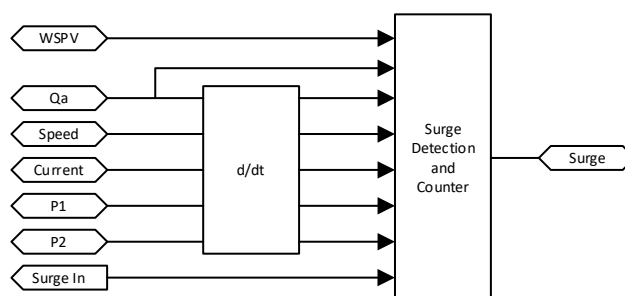 WSPV
Qa
Speed
Current
P1
P2
Surge In
d/dt
Surge
Detection
and
Counter
Surge